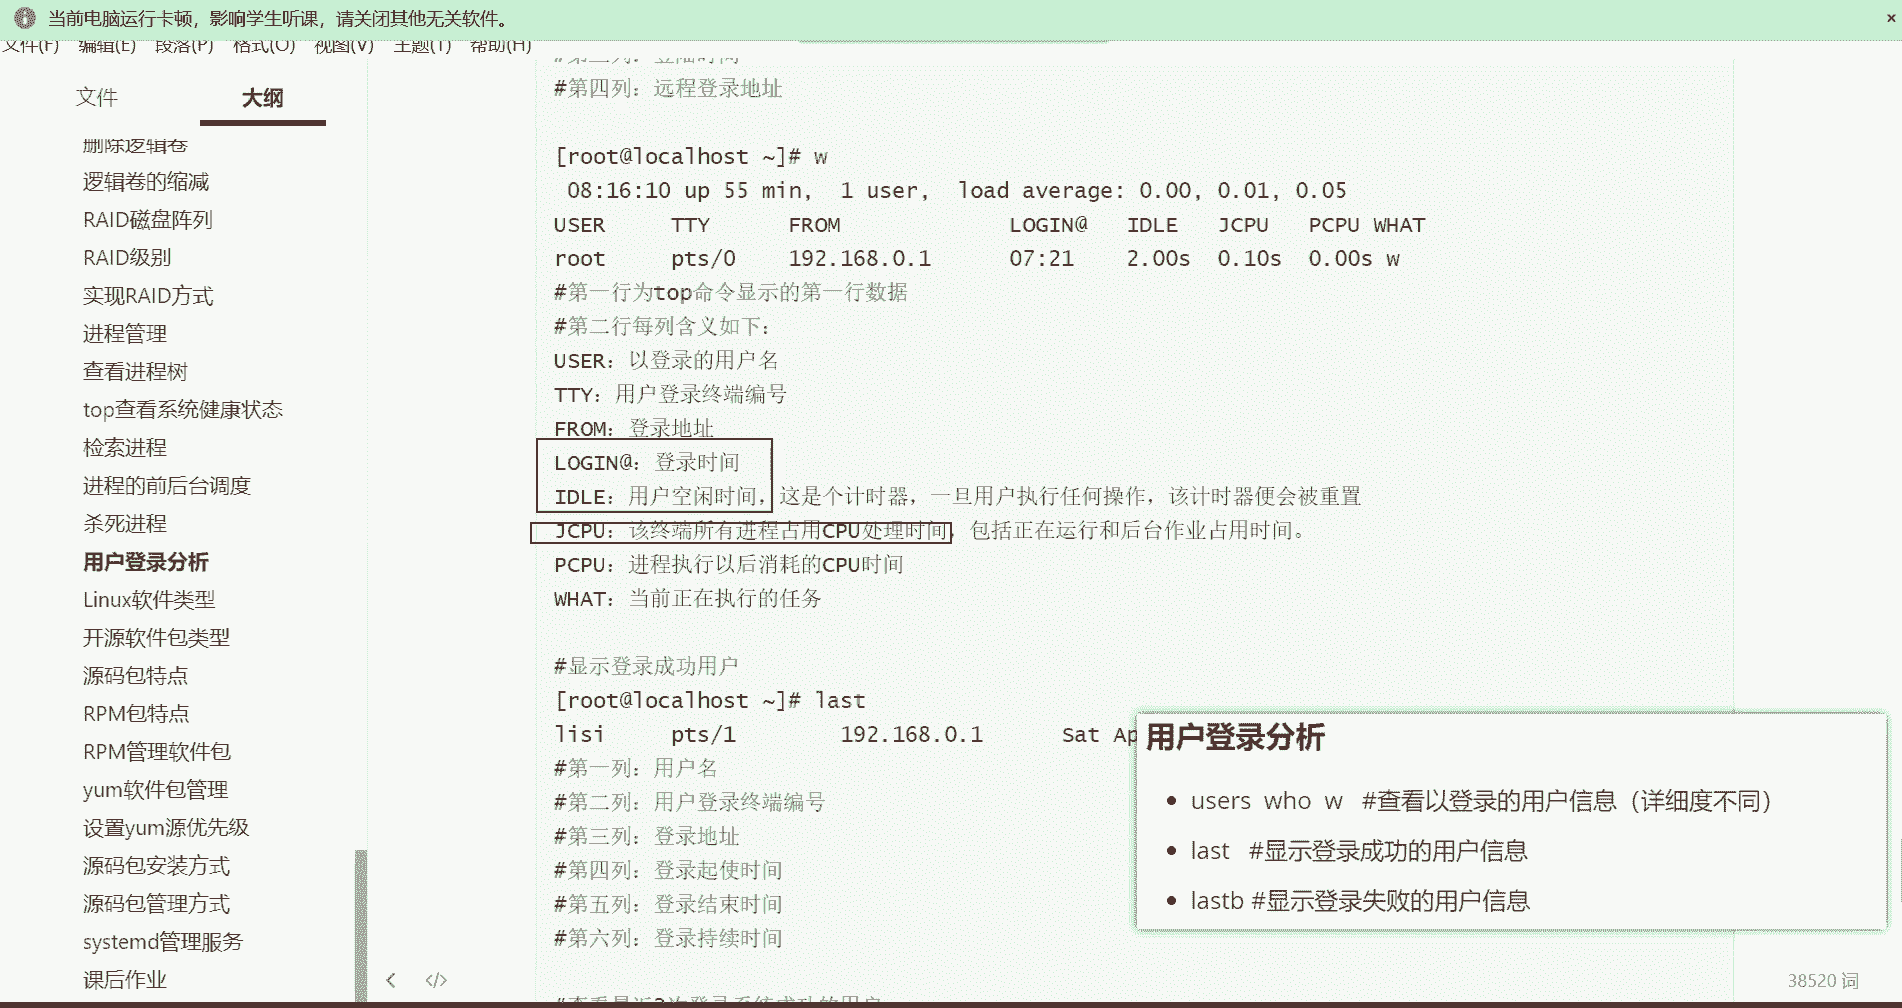 当前电脑运行卡顿，影响学生听课，请关闭其他无关软件。
×
文件(F) 编辑(E) 段落(P) 格式(O) 视图(V) 主题(T) 帮助(H)
文件 大纲
删除逻辑卷
逻辑卷的缩减
RAID磁盘阵列
RAID级别
实现RAID方式
进程管理
查看进程树
top查看系统健康状态
检索进程
进程的前后台调度
杀死进程
用户登录分析
Linux软件类型
开源软件包类型
源码包特点
RPM包特点
RPM管理软件包
yum软件包管理
设置yum源优先级
源码包安装方式
源码包管理方式
systemd管理服务
课后作业
#第三列：登陆时间
#第四列：远程登录地址
[root@localhost ~]# w
08:16:10 up 55 min, 1 user, load average: 0.00, 0.01, 0.05
USER TTY FROM LOGIN@ IDLE JCPU PCPU WHAT
root pts/0 192.168.0.1 07:21 2.00s 0.10s 0.00s w
#第一行为top命令显示的第一行数据
#第二行每列含义如下：
USER：以登录的用户名
TTY：用户登录终端编号
FROM：登录地址
LOGIN@：登录时间
IDLE：用户空闲时间，这是个计时器，一旦用户执行任何操作，该计时器便会被重置
JCPU：该终端所有进程占用CPU处理时间，包括正在运行和后台作业占用时间。
PCPU：进程执行以后消耗的CPU时间
WHAT：当前正在执行的任务
#显示登录成功用户
[root@localhost ~]# last
lisi pts/1 192.168.0.1 Sat Ap
#第一列：用户名
#第二列：用户登录终端编号
#第三列：登录地址
#第四列：登录起使时间
#第五列：登录结束时间
#第六列：登录持续时间
#查看最近2次登录系统成功的用户
用户登录分析
• users who w #查看以登录的用户信息（详细度不同）
• last #显示登录成功的用户信息
• lastb #显示登录失败的用户信息
</> 38520 词